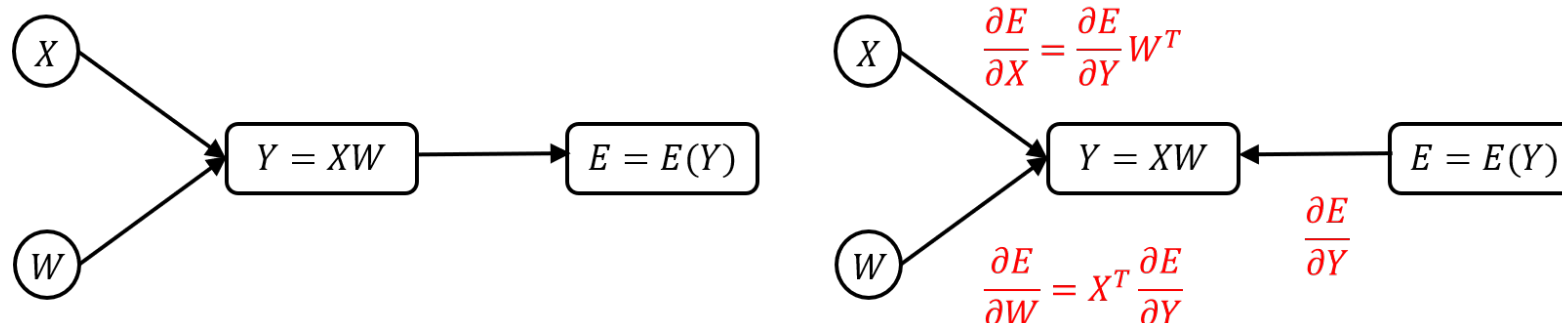 X
Y = XW
E = E(Y)
W
X
∂E/∂X = ∂E/∂Y W^T
Y = XW
E = E(Y)
∂E/∂Y
W
∂E/∂W = X^T ∂E/∂Y